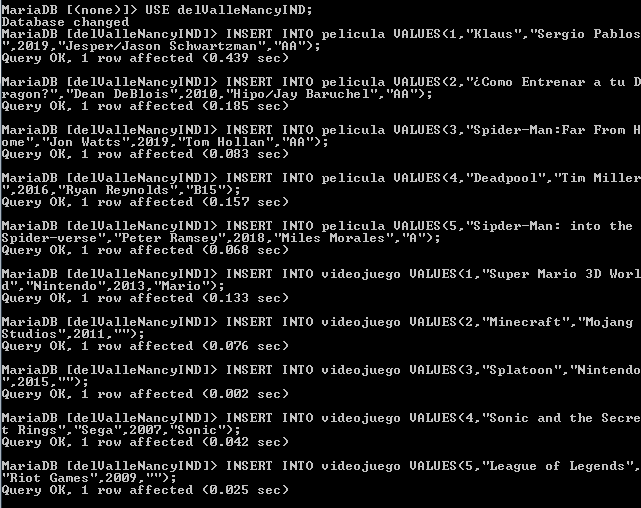 MariaDB [(none)]> USE delValleNancyIND;
Database changed
MariaDB [delValleNancyIND]> INSERT INTO pelicula VALUES(1,"Klaus","Sergio Pablos
",2019,"Jesper/Jason Schwartzman","AA");
Query OK, 1 row affected (0.439 sec)
MariaDB [delValleNancyIND]> INSERT INTO pelicula VALUES(2,"¿Como Entrenar a tu D
ragon?","Dean DeBlois",2010,"Hipo/Jay Baruchel","AA");
Query OK, 1 row affected (0.185 sec)
MariaDB [delValleNancyIND]> INSERT INTO pelicula VALUES(3,"Spider-Man:Far From H
ome","Jon Watts",2019,"Tom Hollan","AA");
Query OK, 1 row affected (0.083 sec)
MariaDB [delValleNancyIND]> INSERT INTO pelicula VALUES(4,"Deadpool","Tim Miller
",2016,"Ryan Reynolds","B15");
Query OK, 1 row affected (0.157 sec)
MariaDB [delValleNancyIND]> INSERT INTO pelicula VALUES(5,"Sipder-Man: into the
Spider-verse","Peter Ramsey",2018,"Miles Morales","A");
Query OK, 1 row affected (0.068 sec)
MariaDB [delValleNancyIND]> INSERT INTO videojuego VALUES(1,"Super Mario 3D Worl
d","Nintendo",2013,"Mario");
Query OK, 1 row affected (0.133 sec)
MariaDB [delValleNancyIND]> INSERT INTO videojuego VALUES(2,"Minecraft","Mojang
Studios",2011,"");
Query OK, 1 row affected (0.076 sec)
MariaDB [delValleNancyIND]> INSERT INTO videojuego VALUES(3,"Splatoon","Nintendo
",2015,"");
Query OK, 1 row affected (0.002 sec)
MariaDB [delValleNancyIND]> INSERT INTO videojuego VALUES(4,"Sonic and the Secre
t Rings","Sega",2007,"Sonic");
Query OK, 1 row affected (0.042 sec)
MariaDB [delValleNancyIND]> INSERT INTO videojuego VALUES(5,"League of Legends",
"Riot Games",2009,"");
Query OK, 1 row affected (0.025 sec)